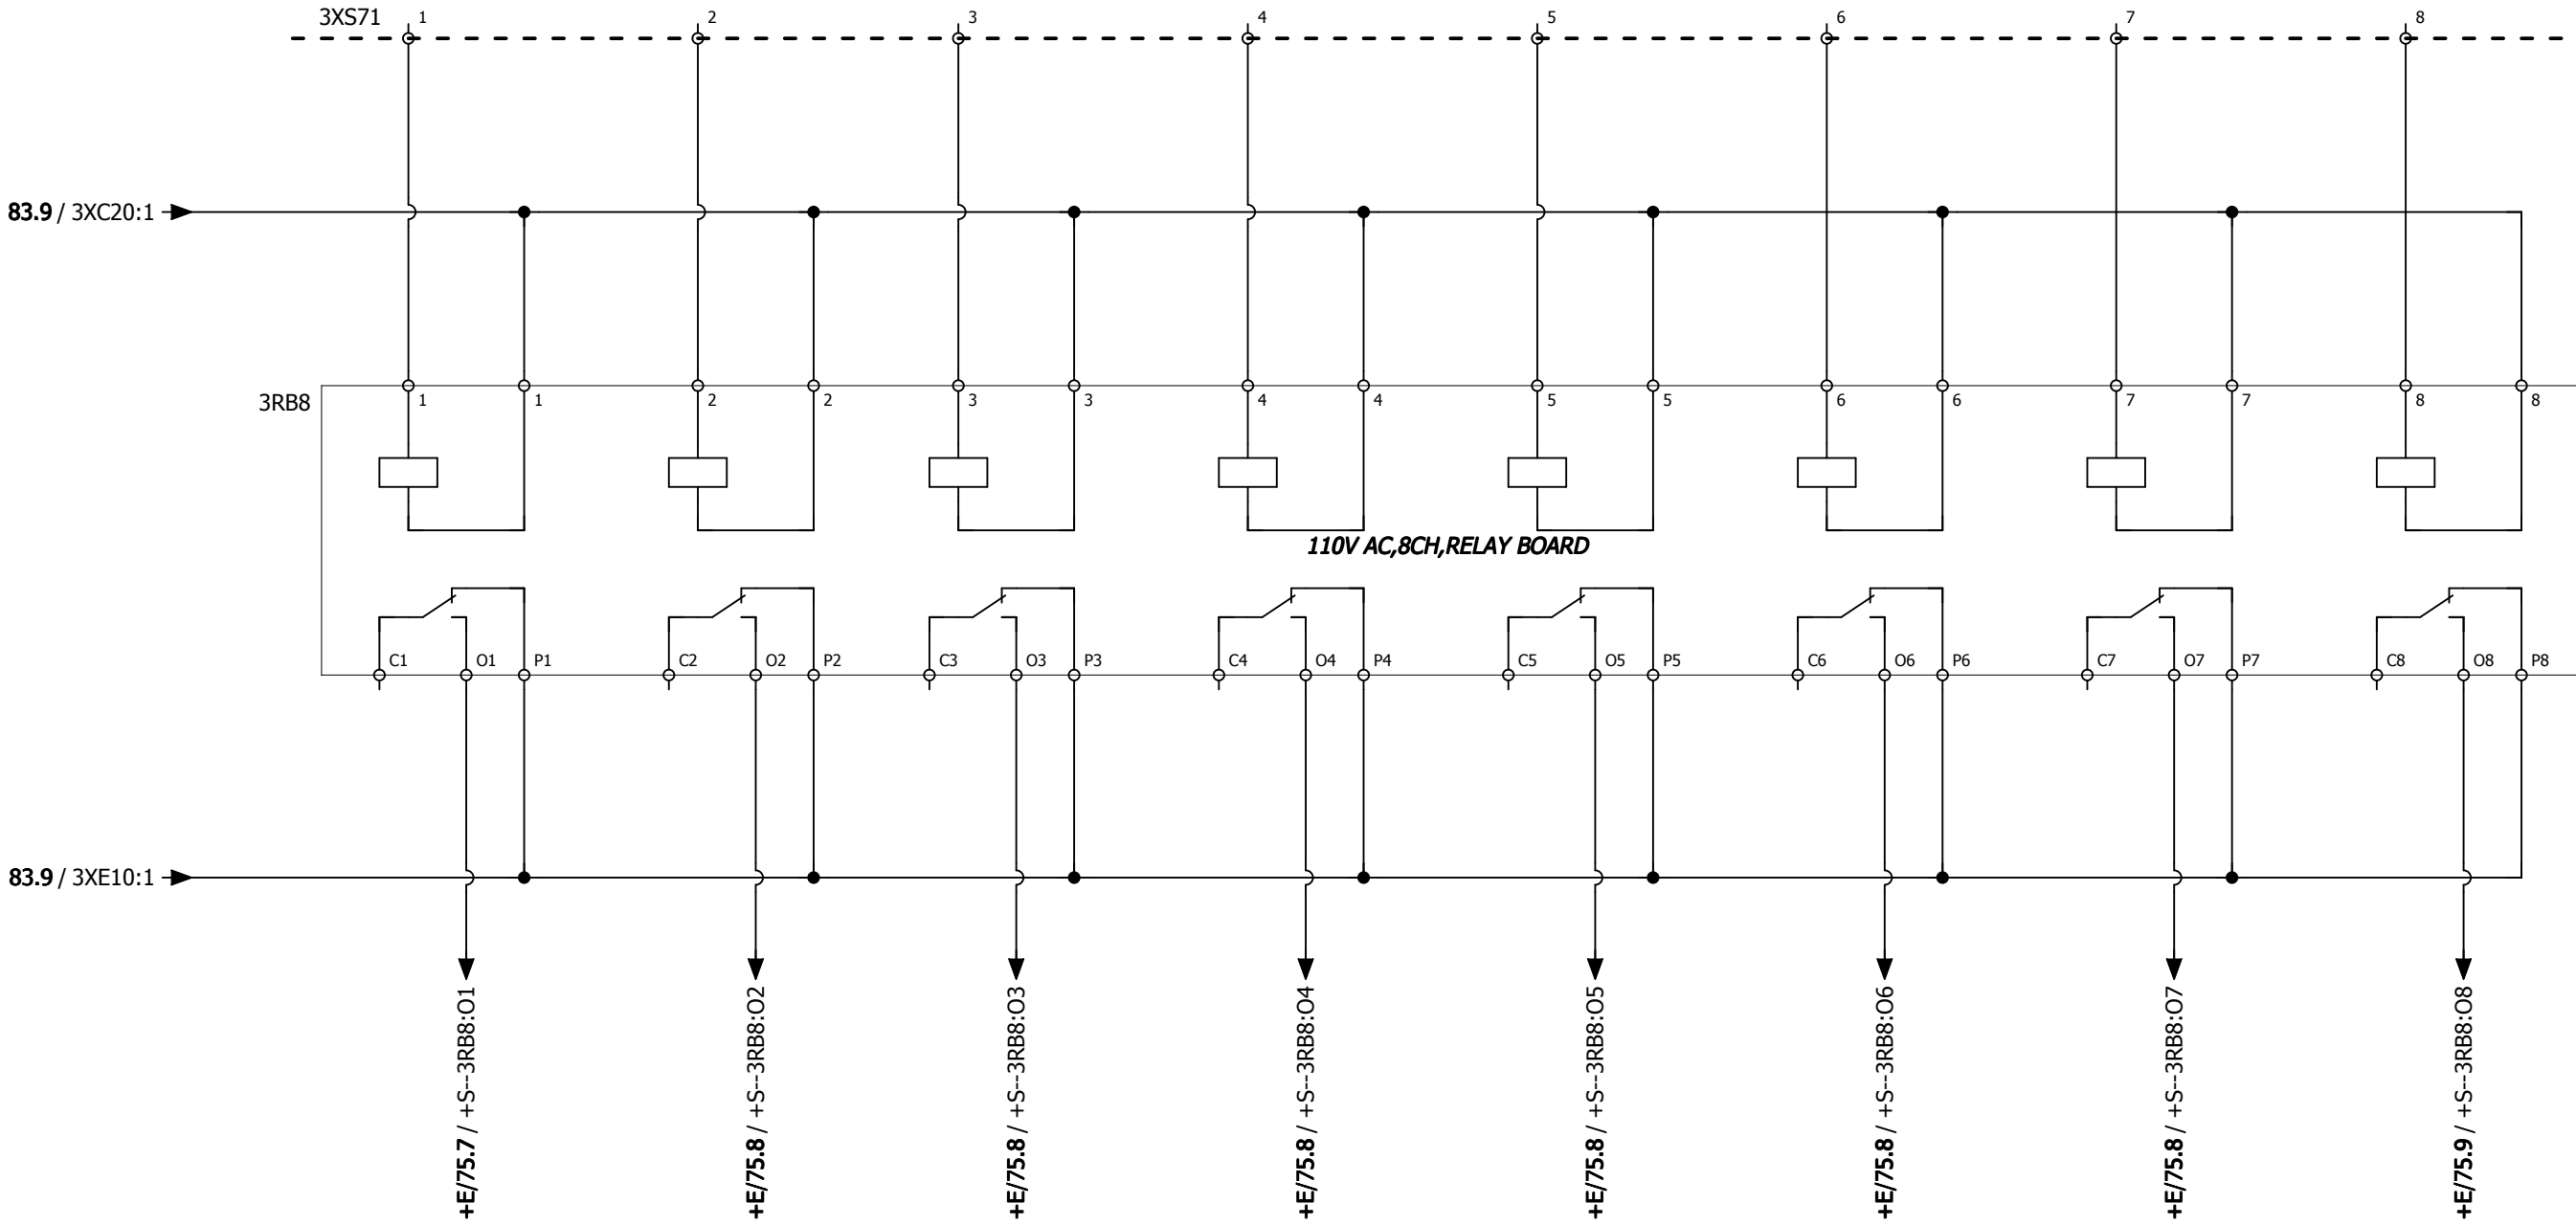 3XS71 1 2 3 4 5 6 7 8
83.9 / 3XC20:1
3RB8 1 1 2 2 3 3 4 4 5 5 6 6 7 7 8 8
110V AC,8CH,RELAY BOARD
C1 O1 P1 C2 O2 P2 C3 O3 P3 C4 O4 P4 C5 O5 P5 C6 O6 P6 C7 O7 P7 C8 O8 P8
83.9 / 3XE10:1
+E/75.7 / +S--3RB8:O1
+E/75.8 / +S--3RB8:O2
+E/75.8 / +S--3RB8:O3
+E/75.8 / +S--3RB8:O4
+E/75.8 / +S--3RB8:O5
+E/75.8 / +S--3RB8:O6
+E/75.8 / +S--3RB8:O7
+E/75.9 / +S--3RB8:O8